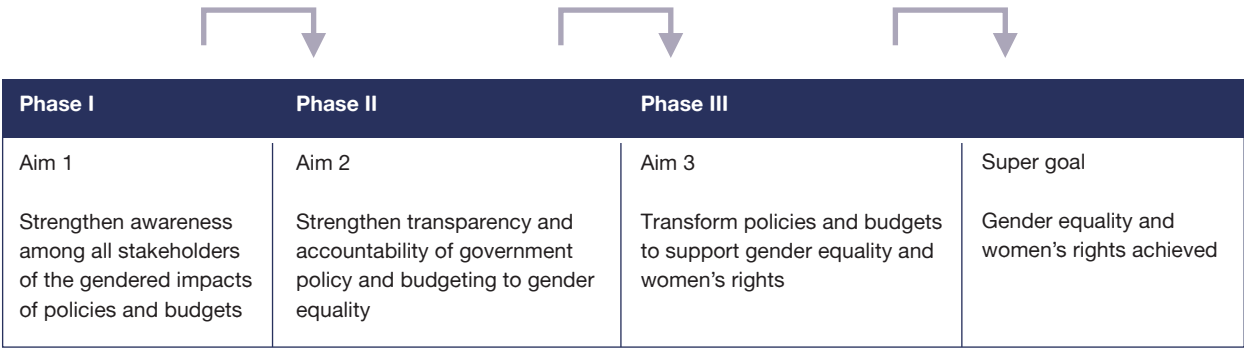 Phase I
Phase II
Phase III
Aim 1
Strengthen awareness
among all stakeholders
of the gendered impacts
of policies and budgets
Aim 2
Strengthen transparency and
accountability of government
policy and budgeting to gender
equality
Aim 3
Transform policies and budgets
to support gender equality and
women’s rights
Super goal
Gender equality and
women’s rights achieved